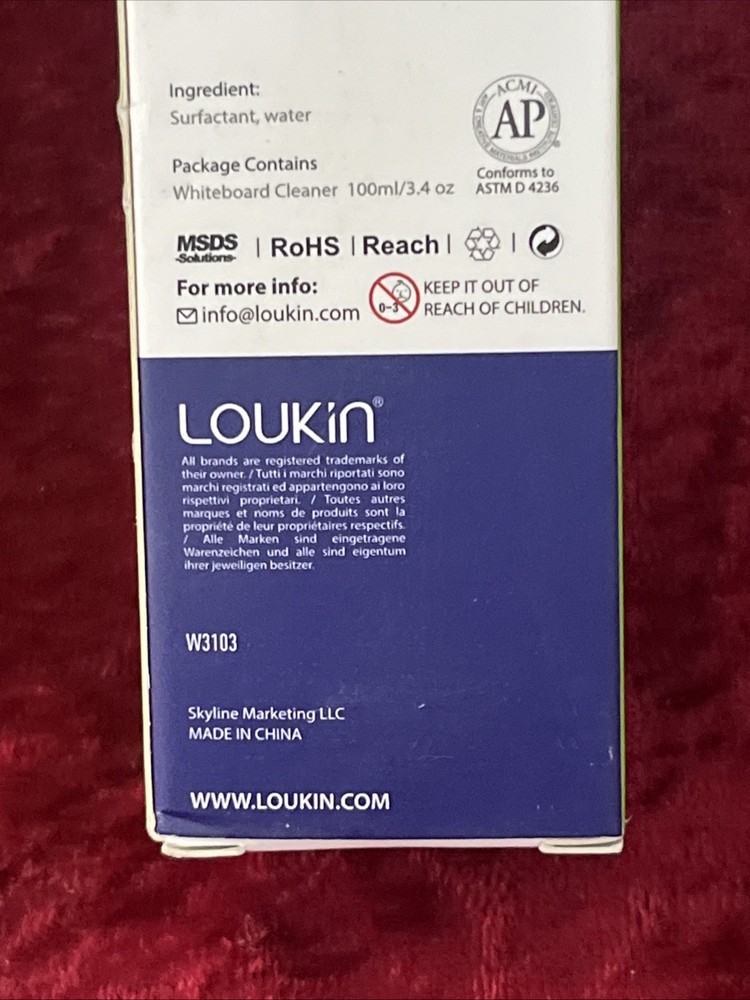 Ingredient:
Surfactant, water
ACMI
AP
Conforms to
ASTM D 4236
Package Contains
Whiteboard Cleaner 100ml/3.4 oz
MSDS
-Solutions-
| RoHS | Reach | |
For more info:
info@loukin.com
0-3
KEEP IT OUT OF
REACH OF CHILDREN.
LOUKiN®
All brands are registered trademarks of
their owner. / Tutti i marchi riportati sono
marchi registrati ed appartengono ai loro
rispettivi proprietari. / Toutes autres
marques et noms de produits sont la
propriété de leur propriétaires respectifs.
/ Alle Marken sind eingetragene
Warenzeichen und alle sind eigentum
ihrer jeweiligen besitzer.
W3103
Skyline Marketing LLC
MADE IN CHINA
WWW.LOUKIN.COM